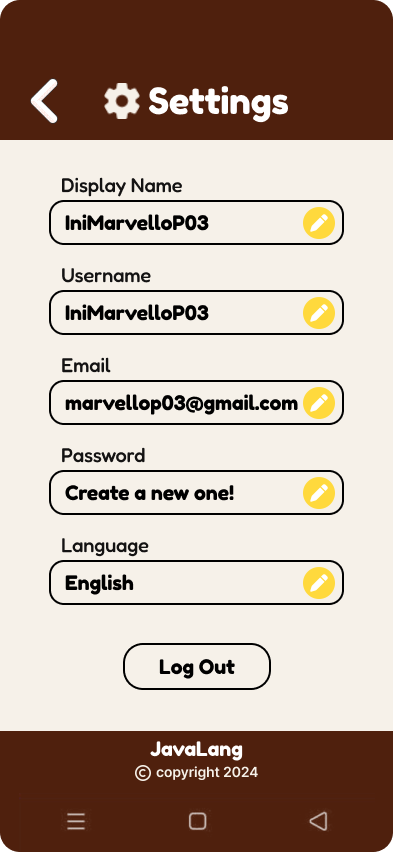 Settings
Display Name
IniMarvelloP03
Username
IniMarvelloP03
Email
marvellop03@gmail.com
Password
Create a new one!
Language
English
Log Out
JavaLang
© copyright 2024